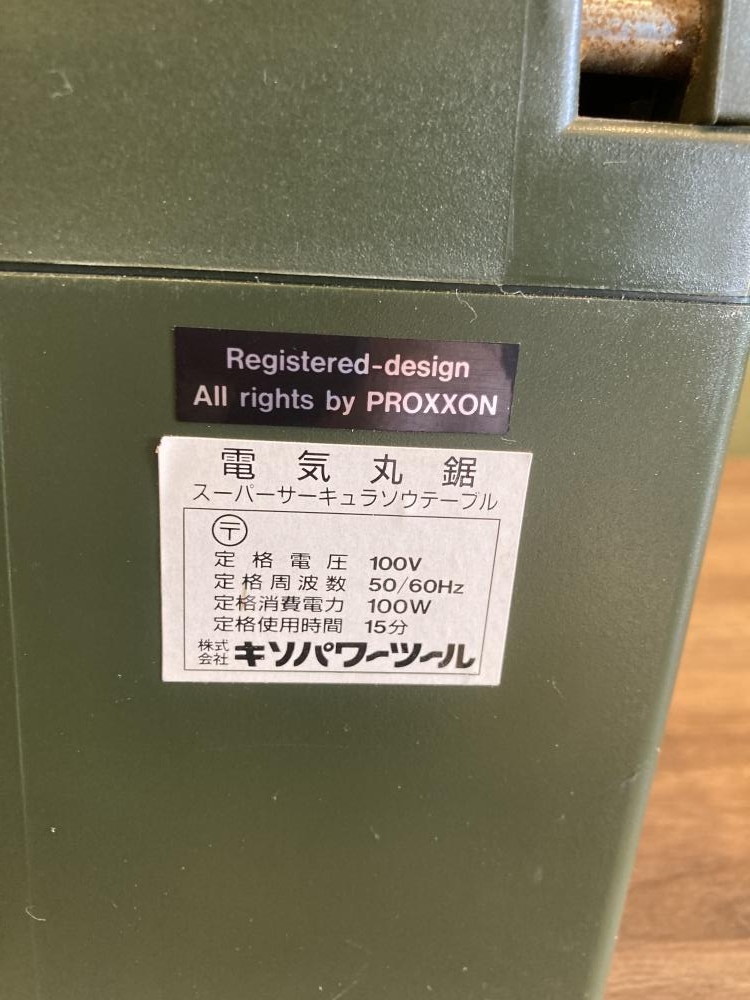 Registered-design
All rights by PROXXON
電気丸鋸
スーパーサーキュラソウテーブル
〒
定格電圧 100V
定格周波数 50/60Hz
定格消費電力 100W
定格使用時間 15分
株式会社 キソパワーツール